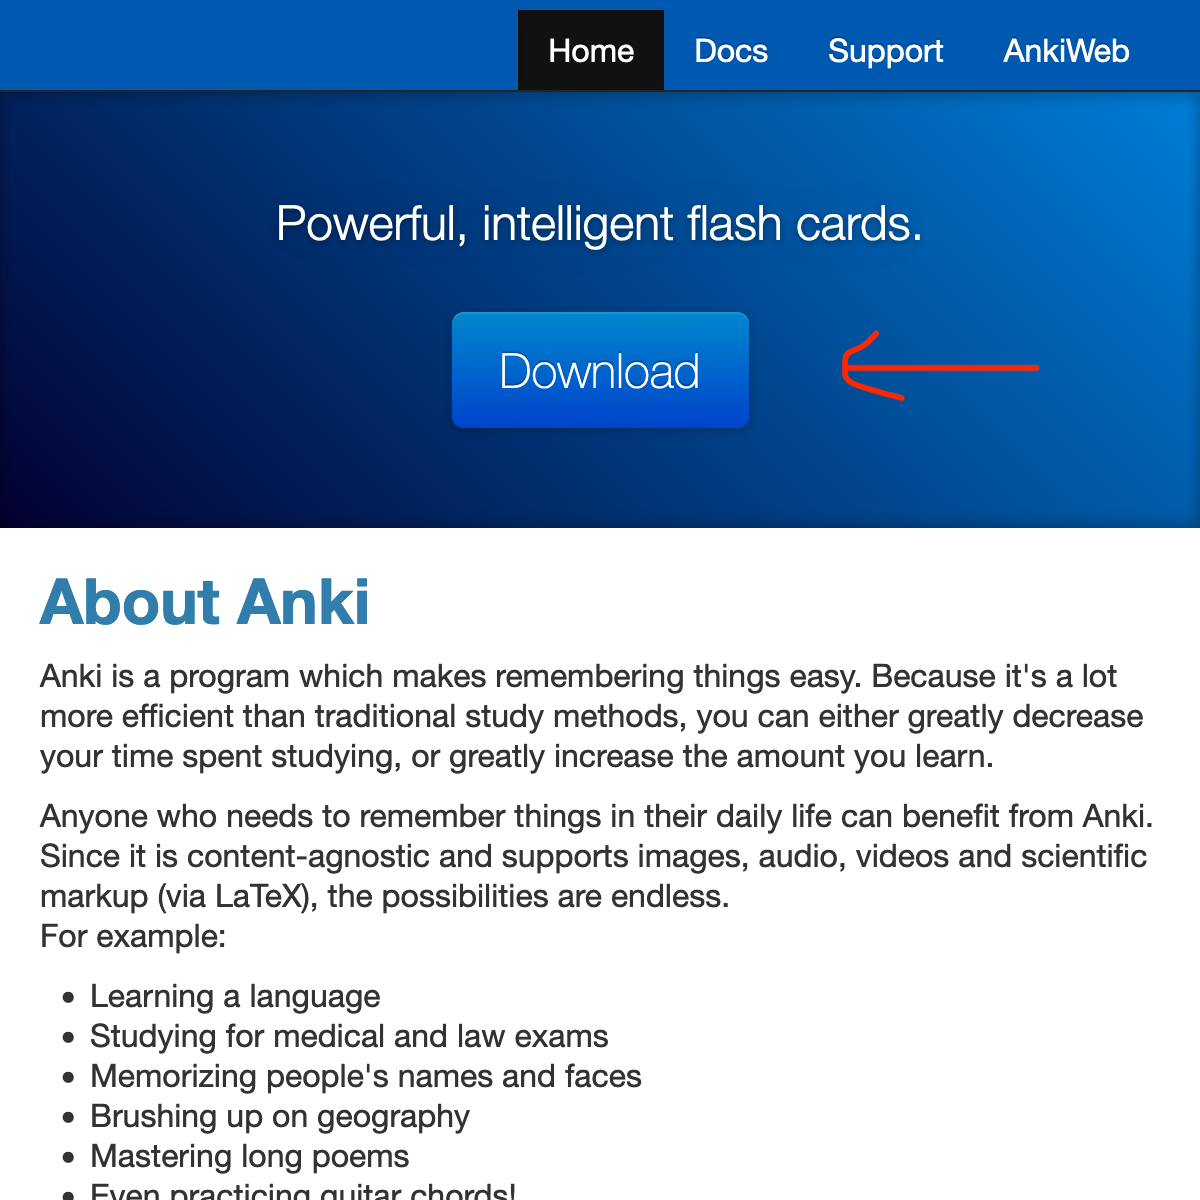 Home Docs Support AnkiWeb
Powerful, intelligent flash cards.
Download
About Anki
Anki is a program which makes remembering things easy. Because it's a lot
more efficient than traditional study methods, you can either greatly decrease
your time spent studying, or greatly increase the amount you learn.
Anyone who needs to remember things in their daily life can benefit from Anki.
Since it is content-agnostic and supports images, audio, videos and scientific
markup (via LaTeX), the possibilities are endless.
For example:
• Learning a language
• Studying for medical and law exams
• Memorizing people's names and faces
• Brushing up on geography
• Mastering long poems
• Even practicing guitar chords!